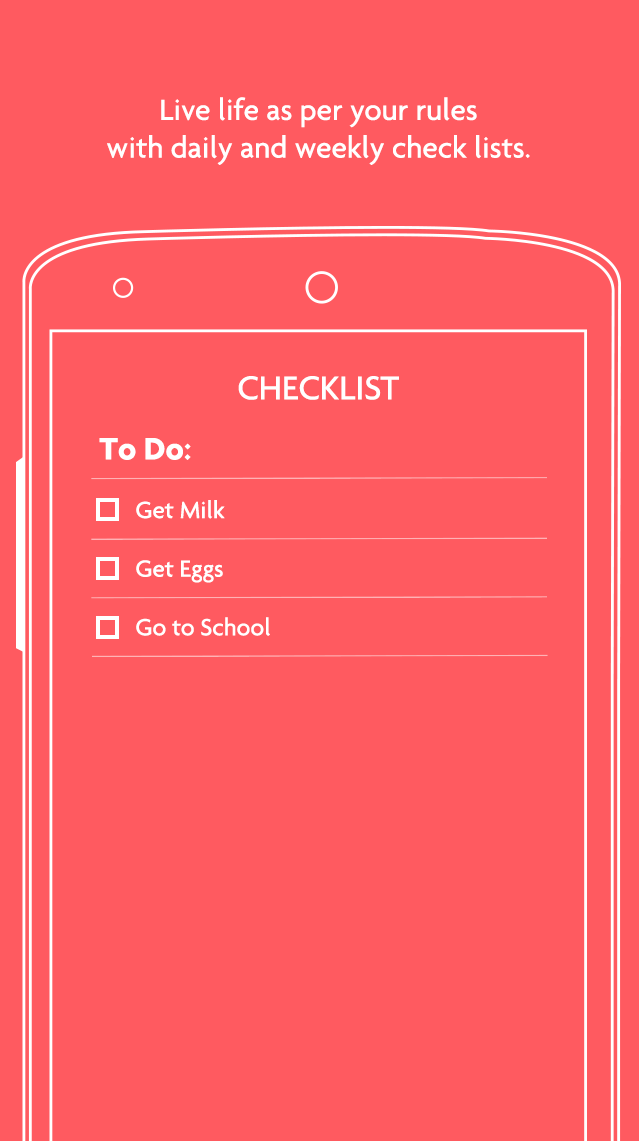 Live life as per your rules
with daily and weekly check lists.
CHECKLIST
To Do:
Get Milk
Get Eggs
Go to School